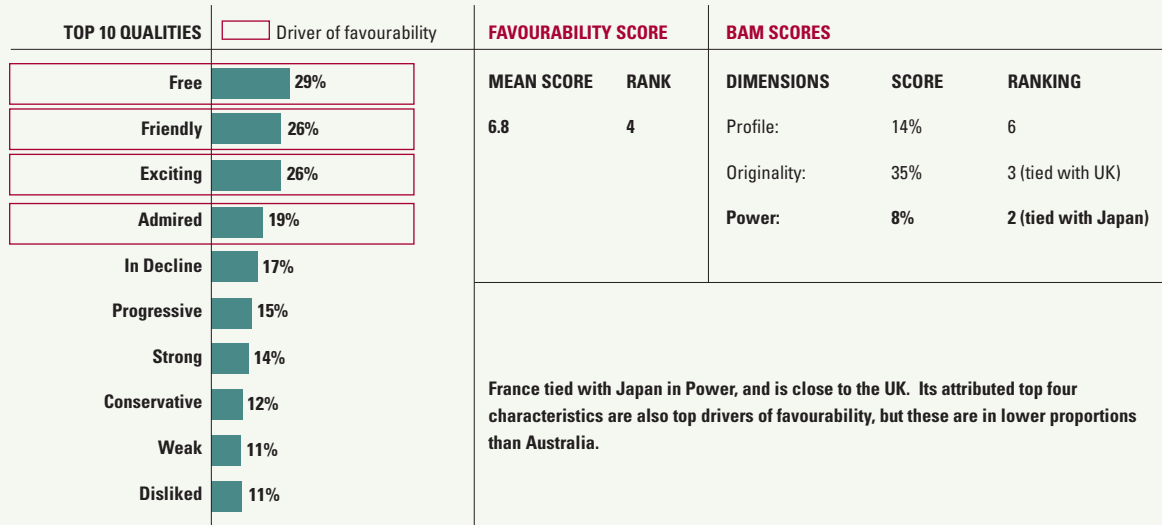 TOP 10 QUALITIES
Driver of favourability
Free 29%
Friendly 26%
Exciting 26%
Admired 19%
In Decline 17%
Progressive 15%
Strong 14%
Conservative 12%
Weak 11%
Disliked 11%
FAVOURABILITY SCORE
MEAN SCORE RANK
6.8 4
BAM SCORES
DIMENSIONS SCORE RANKING
Profile: 14% 6
Originality: 35% 3 (tied with UK)
Power: 8% 2 (tied with Japan)
France tied with Japan in Power, and is close to the UK. Its attributed top four
characteristics are also top drivers of favourability, but these are in lower proportions
than Australia.